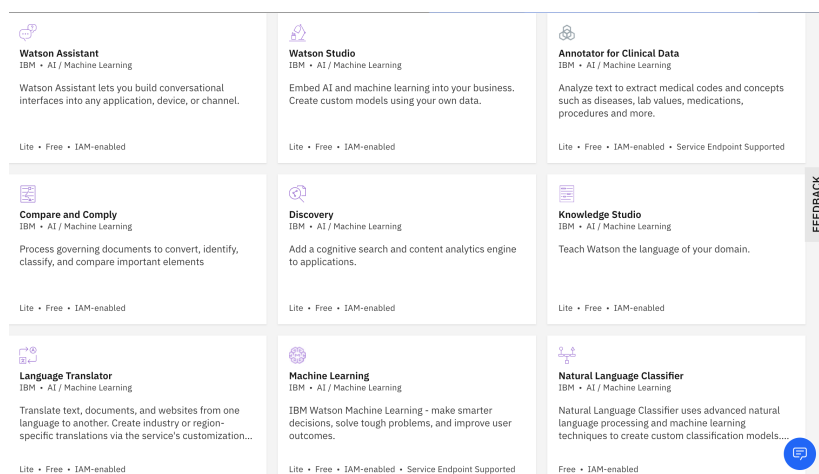 Watson Assistant
IBM • AI / Machine Learning
Watson Assistant lets you build conversational
interfaces into any application, device, or channel.
Lite • Free • IAM-enabled
Watson Studio
IBM • AI / Machine Learning
Embed AI and machine learning into your business.
Create custom models using your own data.
Lite • Free • IAM-enabled
Annotator for Clinical Data
IBM • AI / Machine Learning
Analyze text to extract medical codes and concepts
such as diseases, lab values, medications,
procedures and more.
Lite • Free • IAM-enabled • Service Endpoint Supported
Compare and Comply
IBM • AI / Machine Learning
Process governing documents to convert, identify,
classify, and compare important elements
Lite • Free • IAM-enabled
Discovery
IBM • AI / Machine Learning
Add a cognitive search and content analytics engine
to applications.
Lite • Free • IAM-enabled
Knowledge Studio
IBM • AI / Machine Learning
Teach Watson the language of your domain.
Lite • Free • IAM-enabled
FEEDBACK
Language Translator
IBM • AI / Machine Learning
Translate text, documents, and websites from one
language to another. Create industry or region-
specific translations via the service's customization...
Lite • Free • IAM-enabled
Machine Learning
IBM • AI / Machine Learning
IBM Watson Machine Learning - make smarter
decisions, solve tough problems, and improve user
outcomes.
Lite • Free • IAM-enabled • Service Endpoint Supported
Natural Language Classifier
IBM • AI / Machine Learning
Natural Language Classifier uses advanced natural
language processing and machine learning
techniques to create custom classification models....
Free • IAM-enabled